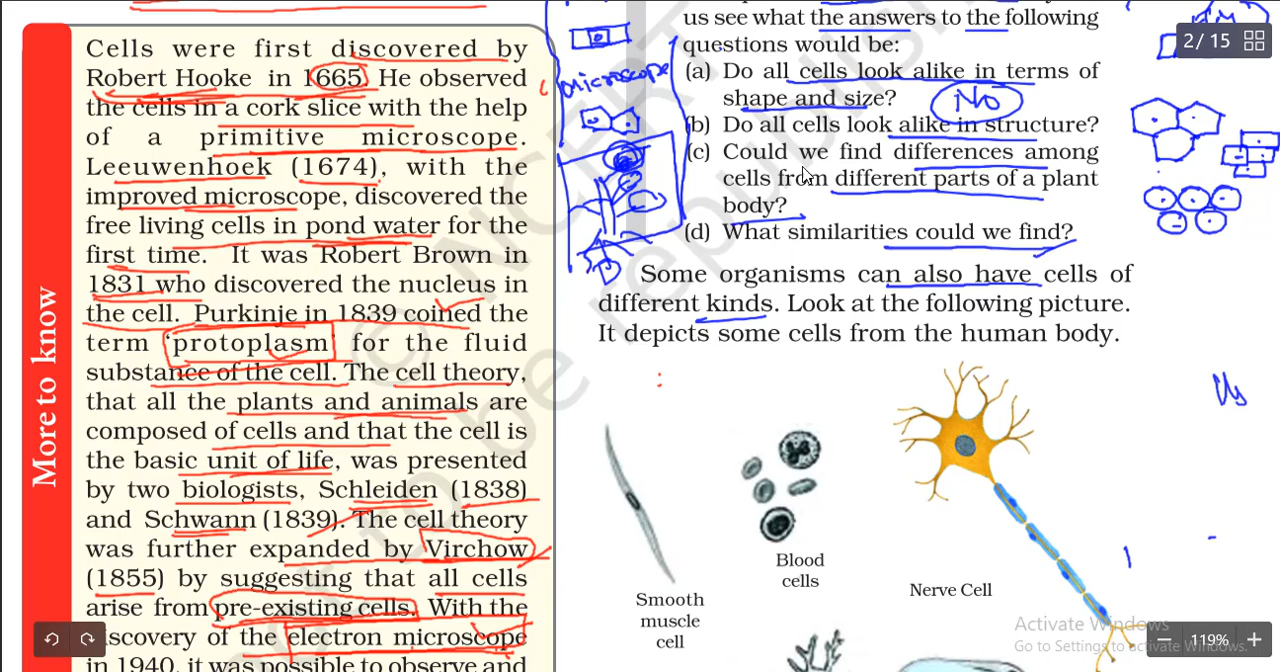 Cells were first discovered by
Robert Hooke in 1665. He observed
the cells in a cork slice with the help
of a primitive microscope.
Leeuwenhoek (1674), with the
improved microscope, discovered the
free living cells in pond water for the
first time. It was Robert Brown in
1831 who discovered the nucleus in
the cell. Purkinje in 1839 coined the
term ‘protoplasm’ for the fluid
substance of the cell. The cell theory,
that all the plants and animals are
composed of cells and that the cell is
the basic unit of life, was presented
by two biologists, Schleiden (1838)
and Schwann (1839). The cell theory
was further expanded by Virchow
(1855) by suggesting that all cells
arise from pre-existing cells. With the
discovery of the electron microscope
in 1940, it was possible to observe and
More to know
microscope
us see what the answers to the following
questions would be:
(a) Do all cells look alike in terms of
shape and size?
No
(b) Do all cells look alike in structure?
(c) Could we find differences among
cells from different parts of a plant
body?
(d) What similarities could we find?
Some organisms can also have cells of
different kinds. Look at the following picture.
It depicts some cells from the human body.
Blood
cells
Nerve Cell
Smooth
muscle
cell
2 / 15
Activate Windows
Go to Settings to activate Windows.
119%